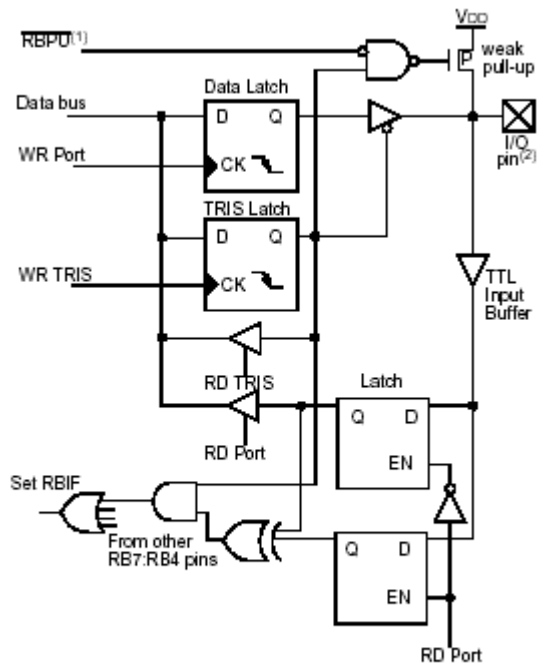 VDD
RBPU(1)
P
weak
pull-up
Data Latch
Data bus
D Q
I/O
pin(2)
WR Port
CK
TRIS Latch
D Q
WR TRIS
CK
TTL
Input
Buffer
RD TRIS
Latch
Q D
RD Port
EN
Set RBIF
From other
RB7:RB4 pins
Q D
EN
RD Port